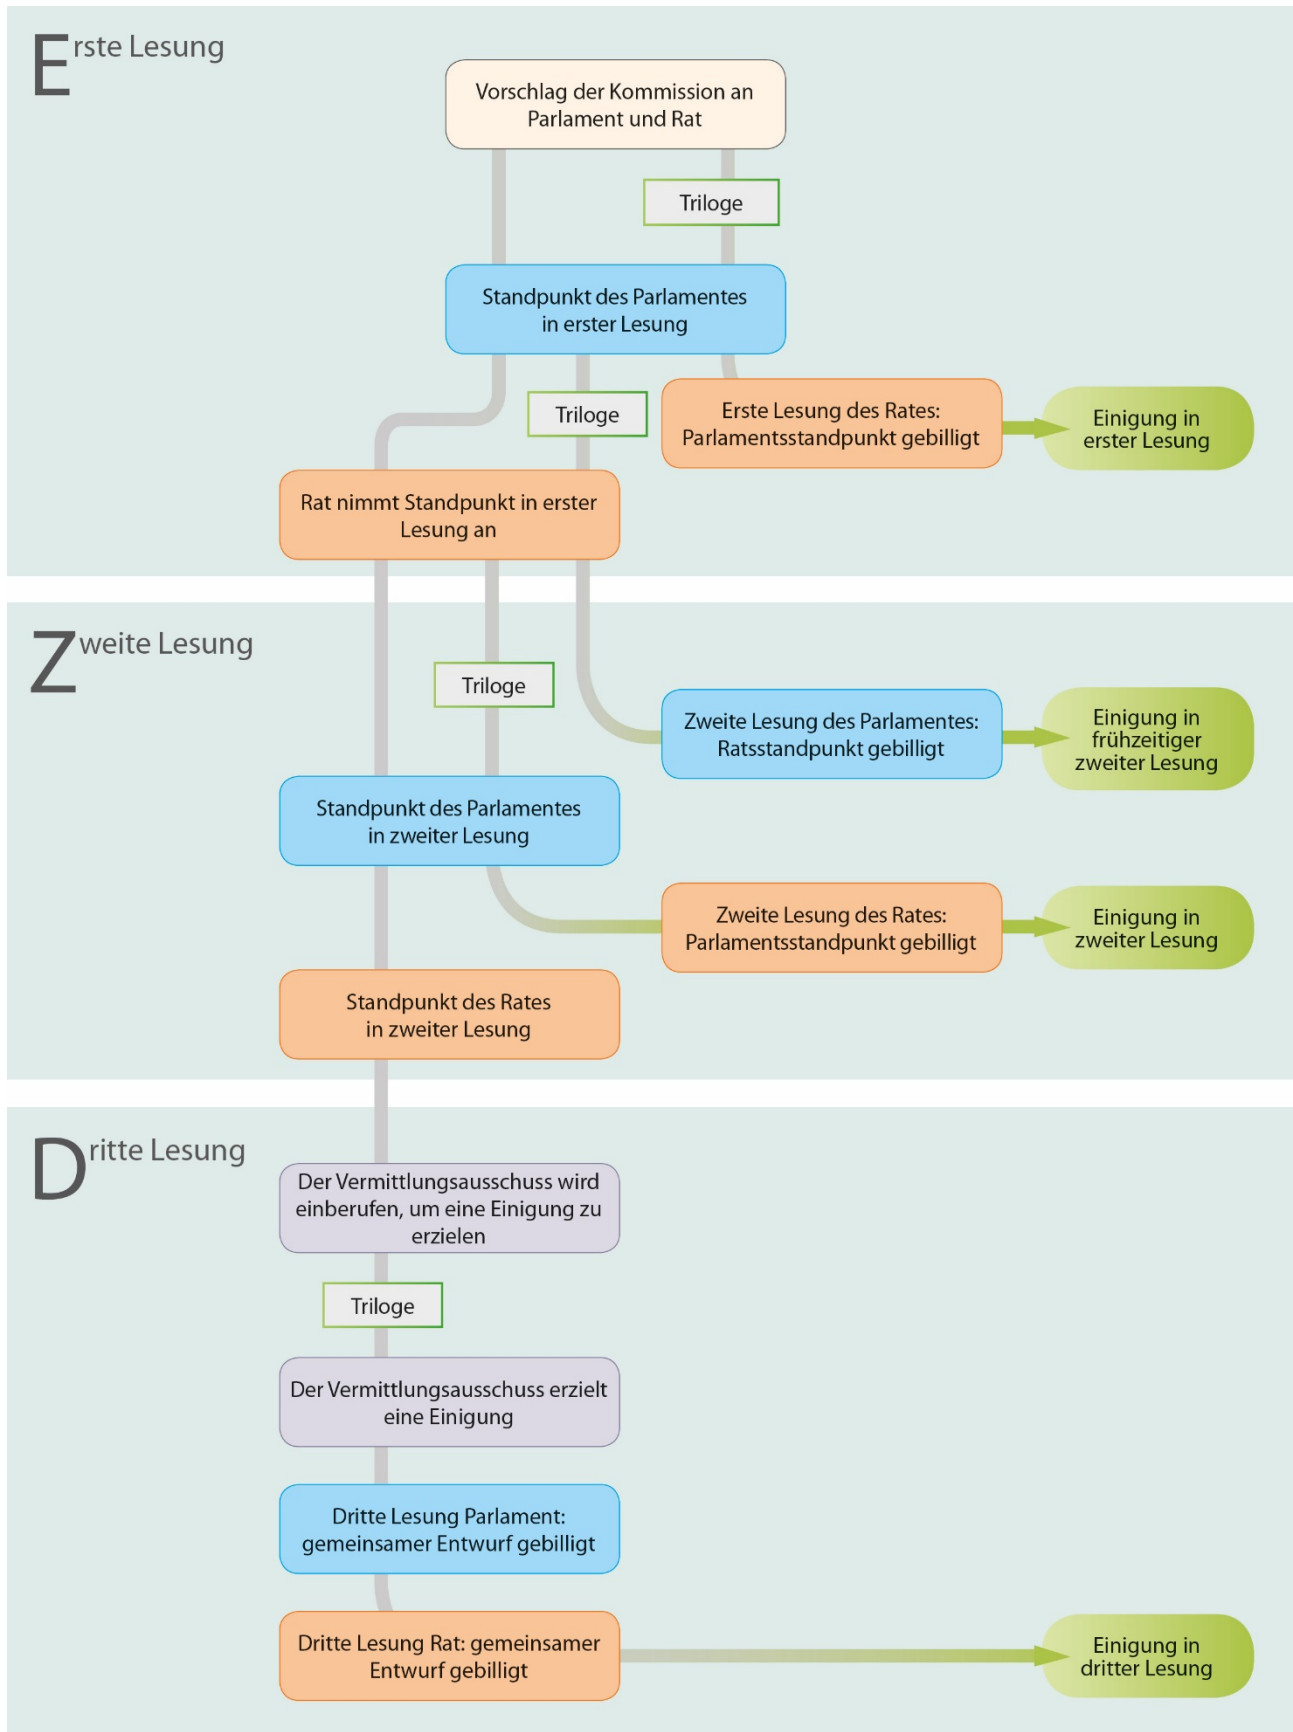 Erste Lesung
Vorschlag der Kommission an
Parlament und Rat
Triloge
Standpunkt des Parlamentes
in erster Lesung
Triloge
Erste Lesung des Rates:
Parlamentsstandpunkt gebilligt
Einigung in
erster Lesung
Rat nimmt Standpunkt in erster
Lesung an
Zweite Lesung
Triloge
Zweite Lesung des Parlamentes:
Ratsstandpunkt gebilligt
Einigung in
frühzeitiger
zweiter Lesung
Standpunkt des Parlamentes
in zweiter Lesung
Zweite Lesung des Rates:
Parlamentsstandpunkt gebilligt
Einigung in
zweiter Lesung
Standpunkt des Rates
in zweiter Lesung
Dritte Lesung
Der Vermittlungsausschuss wird
einberufen, um eine Einigung zu
erzielen
Triloge
Der Vermittlungsausschuss erzielt
eine Einigung
Dritte Lesung Parlament:
gemeinsamer Entwurf gebilligt
Dritte Lesung Rat: gemeinsamer
Entwurf gebilligt
Einigung in
dritter Lesung